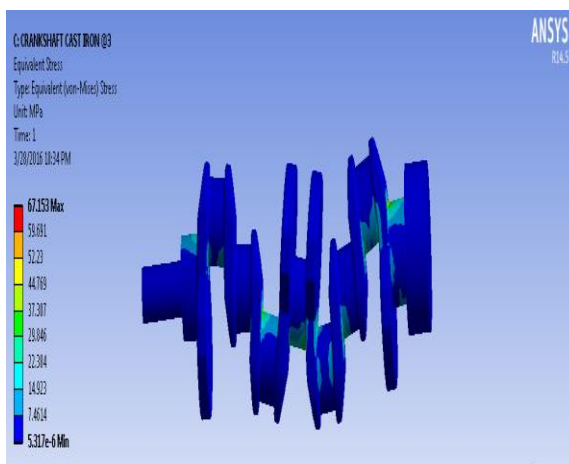 C: CRANKSHAFT CAST IRON @3
Equivalent Stress
Type: Equivalent (von-Mises) Stress
Unit: MPa
Time: 1
3/28/2016 10:34 PM
67.153 Max
59.691
52.23
44.769
37.307
29.846
22.384
14.923
7.4614
5.317e-6 Min
ANSYS
R14.5